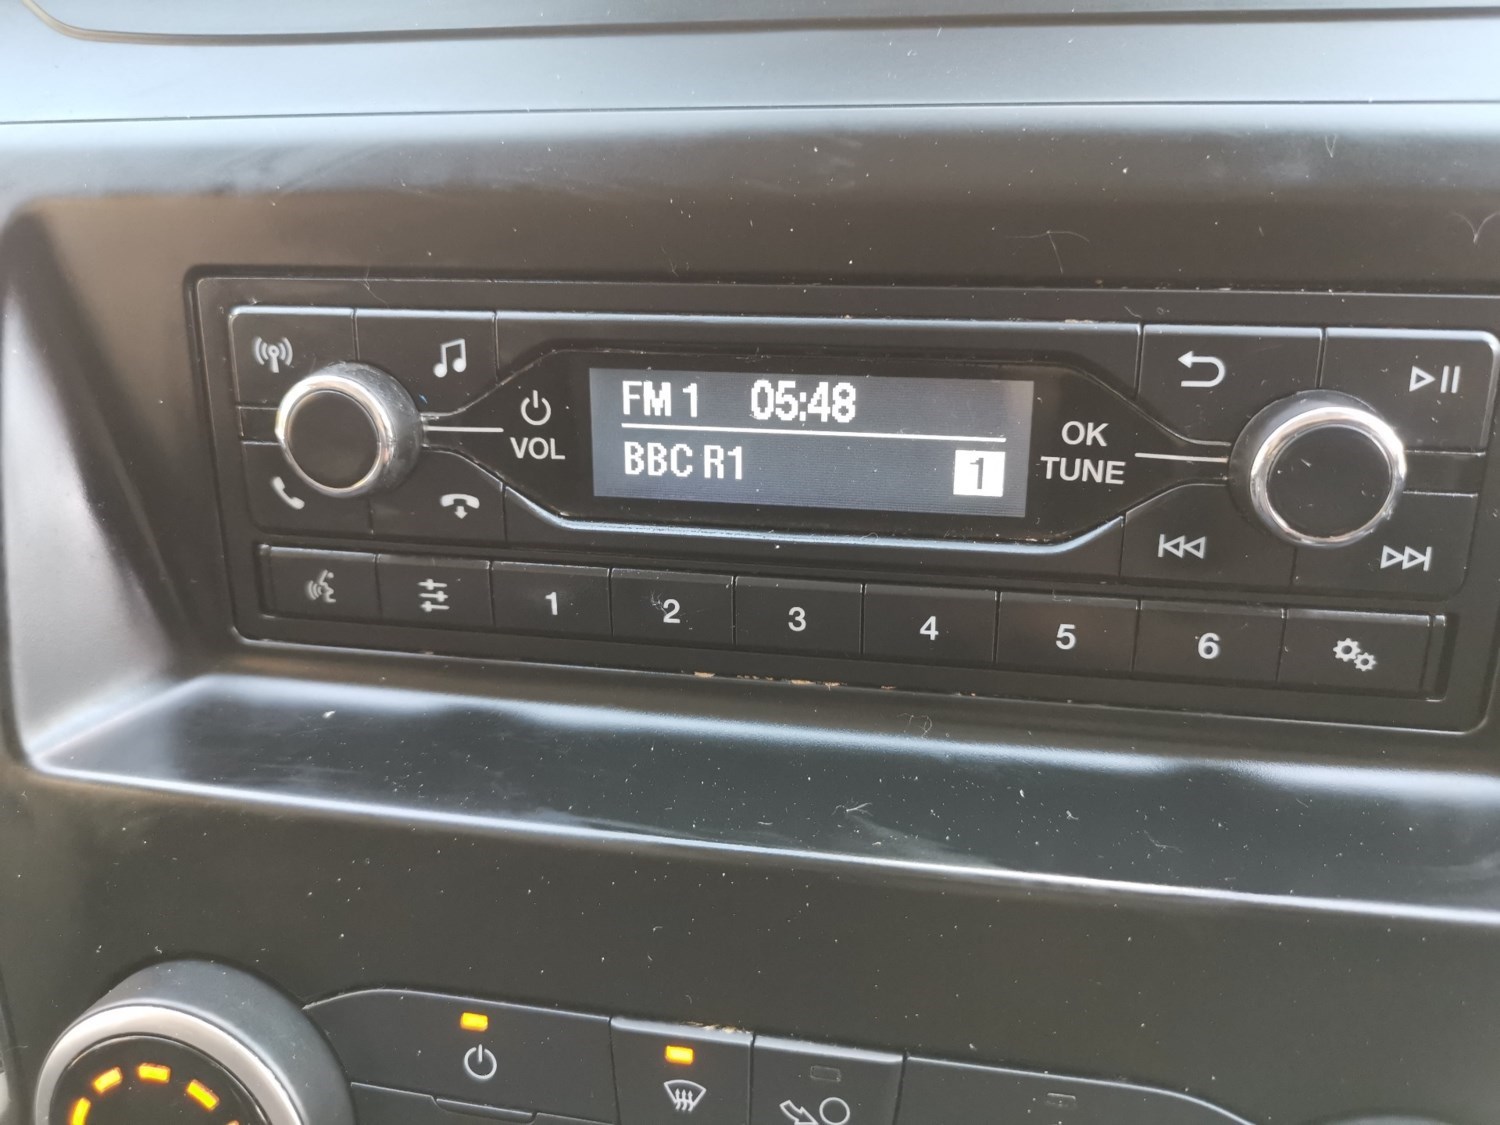 FM 1 05:48
BBC R1 1
VOL
OK
TUNE
1 2 3 4 5 6